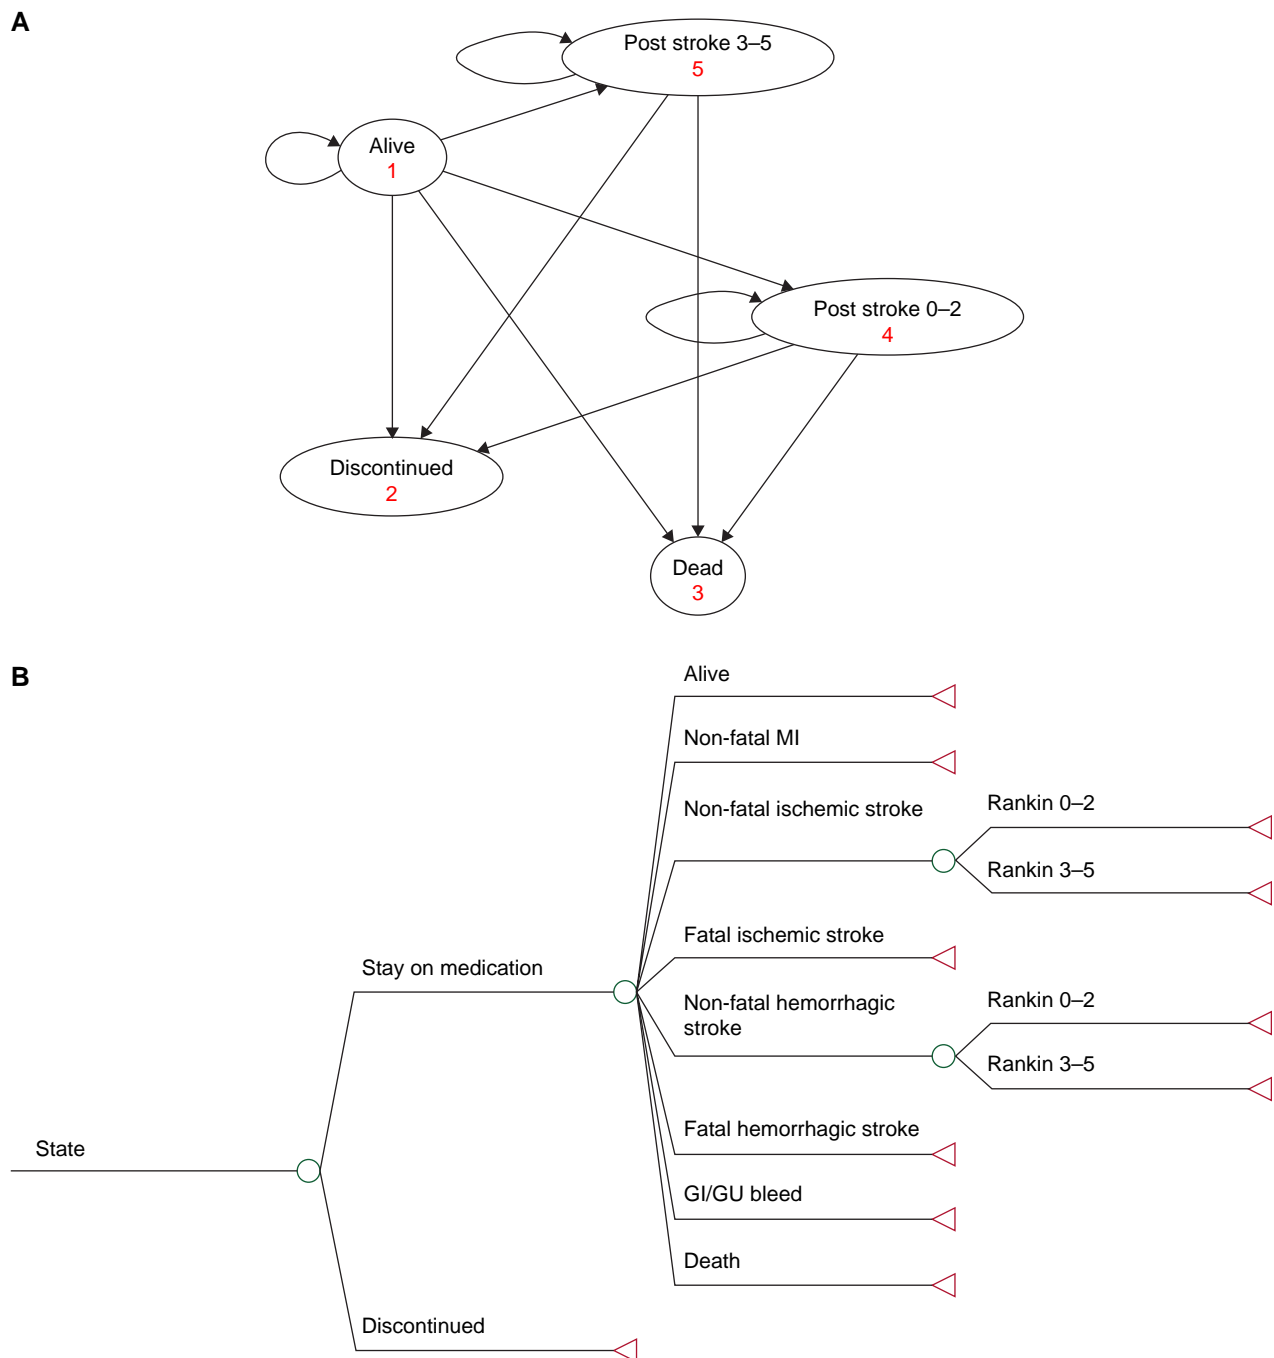 A
Post stroke 3–5
5
Alive
1
Post stroke 0–2
4
Discontinued
2
Dead
3
B
Alive
Non-fatal MI
Non-fatal ischemic stroke
Rankin 0–2
Rankin 3–5
Fatal ischemic stroke
Stay on medication
Non-fatal hemorrhagic
stroke
Rankin 0–2
Rankin 3–5
Fatal hemorrhagic stroke
State
GI/GU bleed
Death
Discontinued